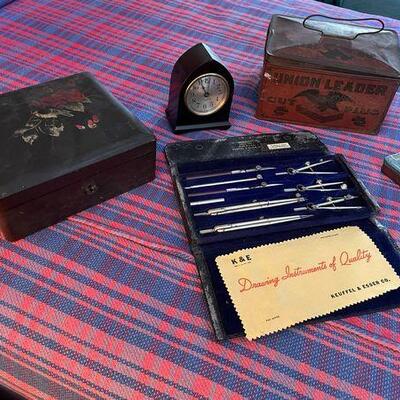 UNION LEADER
CUT PLUG
K & E
Drawing Instruments of Quality
KEUFFEL & ESSER CO.